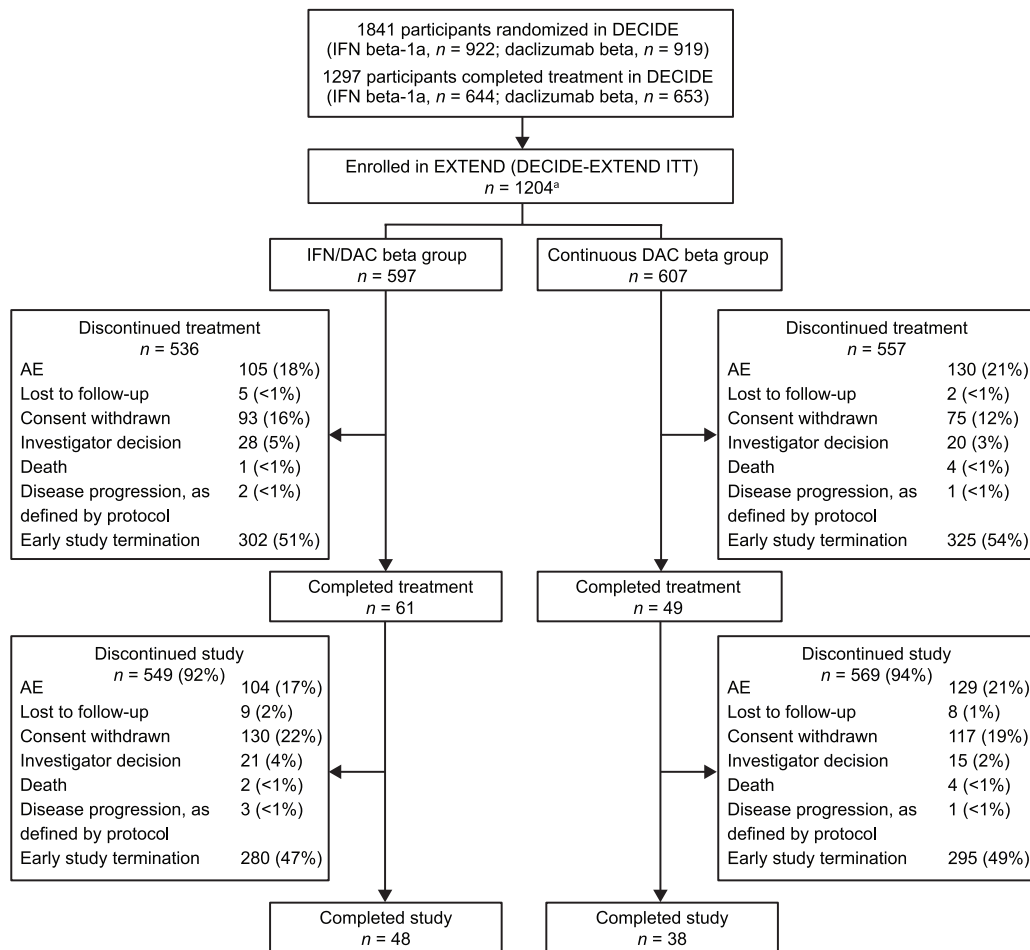 1841 participants randomized in DECIDE
(IFN beta-1a, n = 922; daclizumab beta, n = 919)
1297 participants completed treatment in DECIDE
(IFN beta-1a, n = 644; daclizumab beta, n = 653)
Enrolled in EXTEND (DECIDE-EXTEND ITT)
n = 1204ᵃ
IFN/DAC beta group
n = 597
Continuous DAC beta group
n = 607
Discontinued treatment
n = 536
AE 105 (18%)
Lost to follow-up 5 (<1%)
Consent withdrawn 93 (16%)
Investigator decision 28 (5%)
Death 1 (<1%)
Disease progression, as 2 (<1%)
defined by protocol
Early study termination 302 (51%)
Discontinued treatment
n = 557
AE 130 (21%)
Lost to follow-up 2 (<1%)
Consent withdrawn 75 (12%)
Investigator decision 20 (3%)
Death 4 (<1%)
Disease progression, as 1 (<1%)
defined by protocol
Early study termination 325 (54%)
Completed treatment
n = 61
Completed treatment
n = 49
Discontinued study
n = 549 (92%)
AE 104 (17%)
Lost to follow-up 9 (2%)
Consent withdrawn 130 (22%)
Investigator decision 21 (4%)
Death 2 (<1%)
Disease progression, as 3 (<1%)
defined by protocol
Early study termination 280 (47%)
Discontinued study
n = 569 (94%)
AE 129 (21%)
Lost to follow-up 8 (1%)
Consent withdrawn 117 (19%)
Investigator decision 15 (2%)
Death 4 (<1%)
Disease progression, as 1 (<1%)
defined by protocol
Early study termination 295 (49%)
Completed study
n = 48
Completed study
n = 38